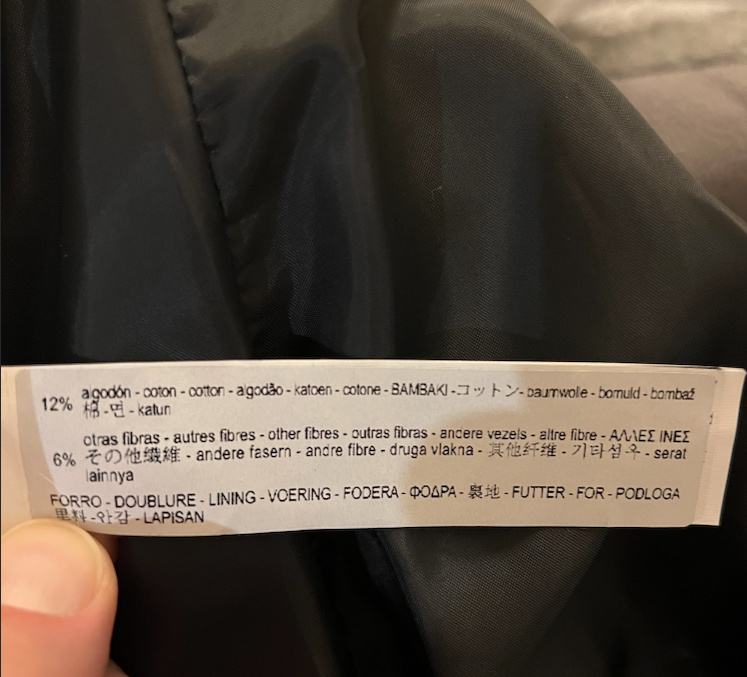 12% algodón - coton - cotton - algodão - katoen - cotone - BAMBAKI - コットン - baumwolle - bomuld - bombaž
棉 - 면 - katun
otras fibras - autres fibres - other fibres - outras fibras - andere vezels - altre fibre - ΑΛΛΕΣ ΙΝΕΣ
6% その他繊維 - andere fasern - andre fibre - druga vlakna - 其他纤维 - 기타섬유 - serat
lainnya
FORRO - DOUBLURE - LINING - VOERING - FODERA - ΦΟΔΡΑ - 裏地 - FUTTER - FOR - PODLOGA
里料 - 안감 - LAPISAN